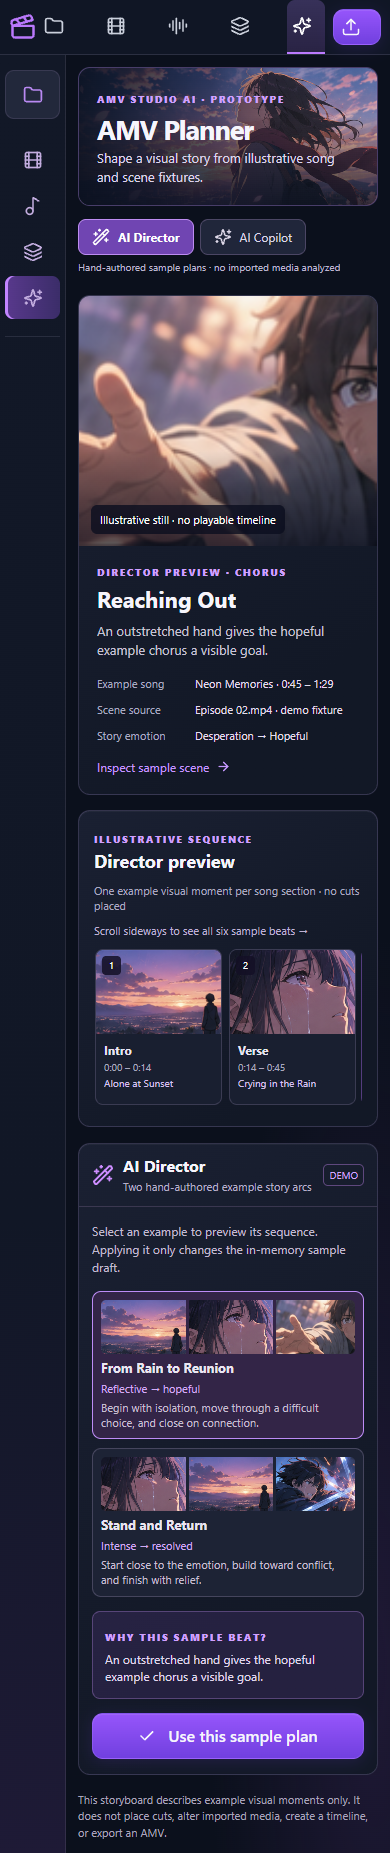 AMV STUDIO AI · PROTOTYPE
AMV Planner
Shape a visual story from illustrative song
and scene fixtures.
AI Director
AI Copilot
Hand-authored sample plans · no imported media analyzed
Illustrative still · no playable timeline
DIRECTOR PREVIEW · CHORUS
Reaching Out
An outstretched hand gives the hopeful
example chorus a visible goal.
Example song Neon Memories · 0:45 – 1:29
Scene source Episode 02.mp4 · demo fixture
Story emotion Desperation → Hopeful
Inspect sample scene →
ILLUSTRATIVE SEQUENCE
Director preview
One example visual moment per song section · no cuts
placed
Scroll sideways to see all six sample beats →
1
Intro
0:00 – 0:14
Alone at Sunset
2
Verse
0:14 – 0:45
Crying in the Rain
AI Director
Two hand-authored example story arcs
DEMO
Select an example to preview its sequence.
Applying it only changes the in-memory sample
draft.
From Rain to Reunion
Reflective → hopeful
Begin with isolation, move through a difficult
choice, and close on connection.
Stand and Return
Intense → resolved
Start close to the emotion, build toward conflict,
and finish with relief.
WHY THIS SAMPLE BEAT?
An outstretched hand gives the hopeful
example chorus a visible goal.
Use this sample plan
This storyboard describes example visual moments only. It
does not place cuts, alter imported media, create a timeline,
or export an AMV.